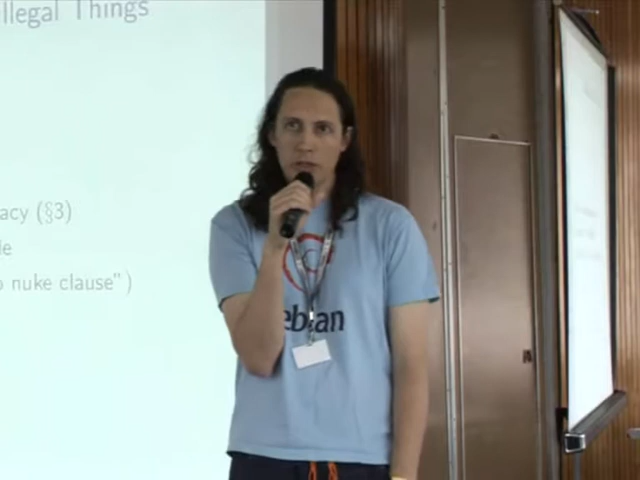 llegal Things
acy (§3)
le
o nuke clause")
ebian